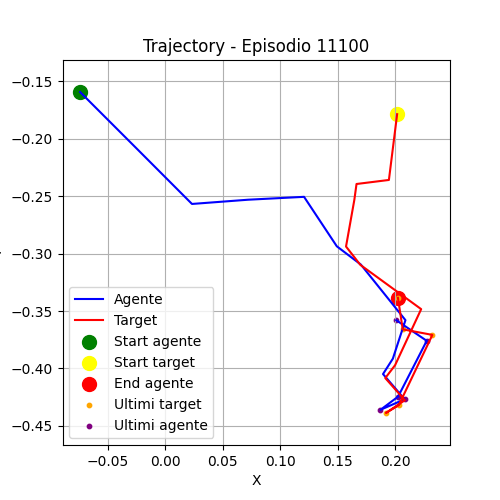 Trajectory - Episodio 11100
−0.15
−0.20
−0.25
−0.30
−0.35
−0.40
−0.45
Agente
Target
Start agente
Start target
End agente
Ultimi target
Ultimi agente
−0.05
0.00
0.05
0.10
0.15
0.20
X